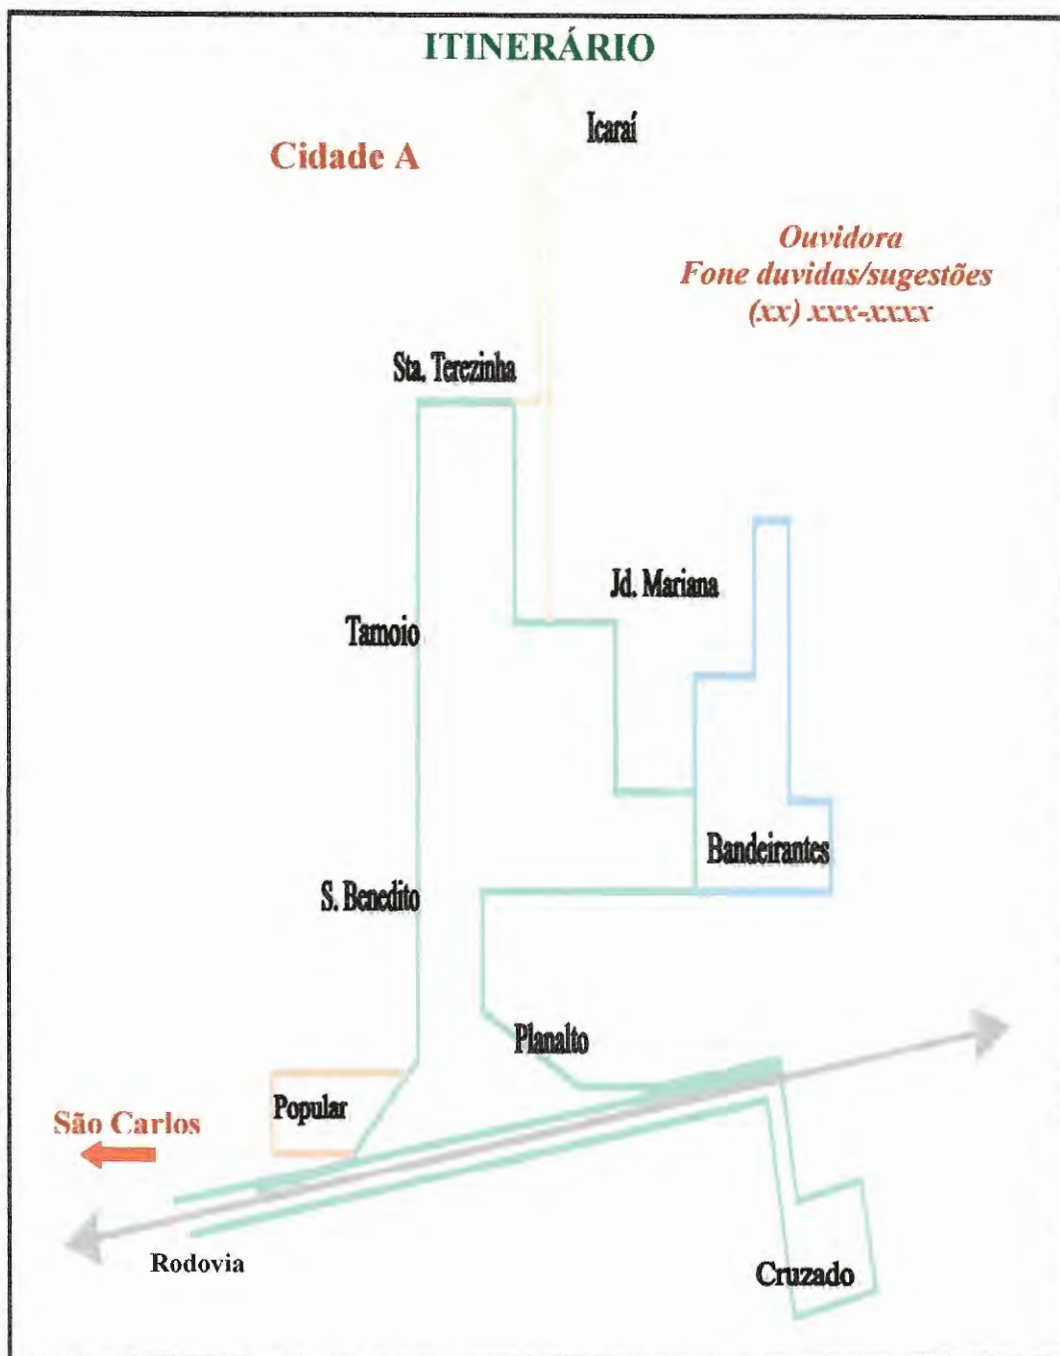 ITINERÁRIO
Icaraí
Cidade A
Ouvidora
Fone duvidas/sugestões
(xx) xxx-xxxx
Sta. Terezinha
Jd. Mariana
Tamoio
Bandeirantes
S. Benedito
Planalto
Popular
São Carlos
Rodovia
Cruzado